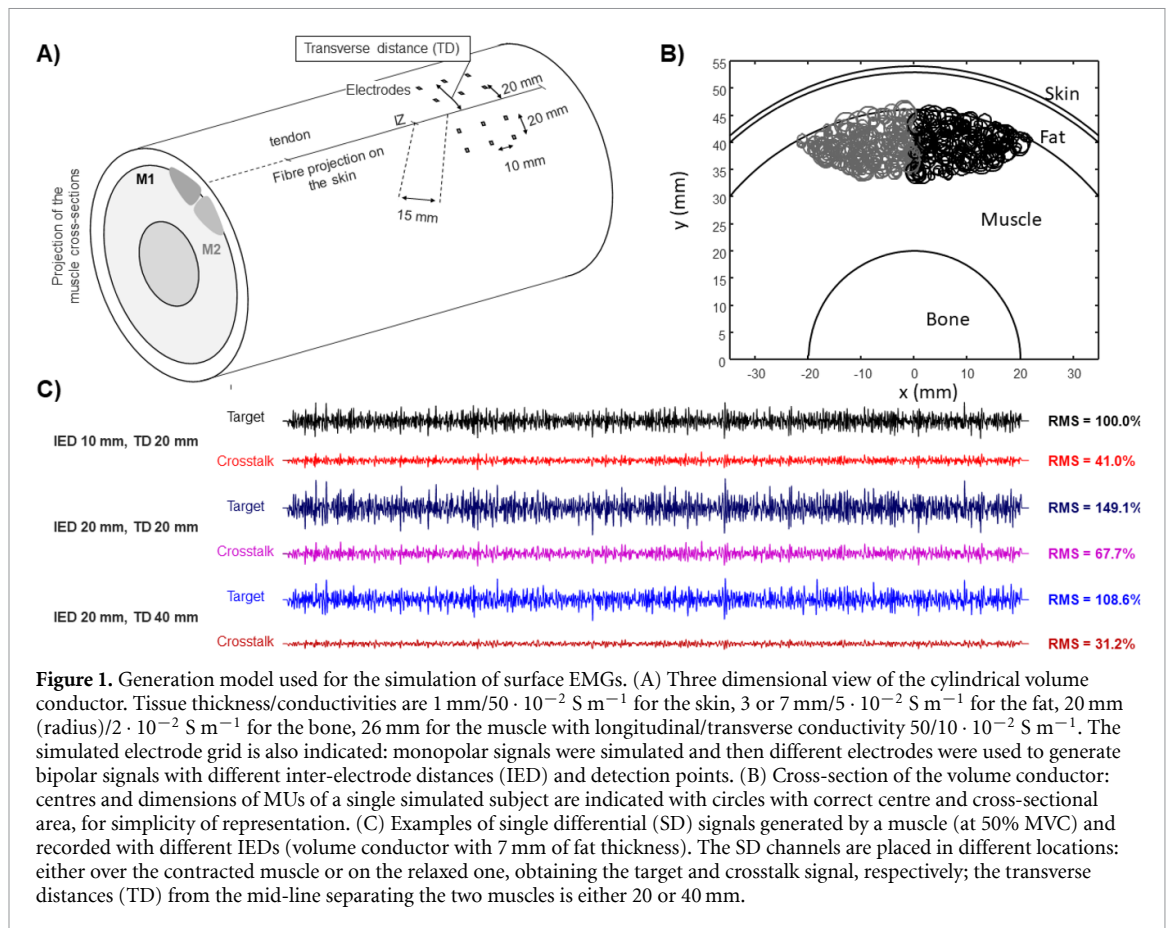 A)
Transverse distance (TD)
Electrodes
20 mm
IZ
20 mm
tendon
Fibre projection on
the skin
10 mm
15 mm
M1
M2
Projection of the
muscle cross-sections
B)
55
50
45
40
35
30
25
20
15
10
5
0
y (mm)
Skin
Fat
Muscle
Bone
-30
-20
-10
0
10
20
30
x (mm)
C)
Target
RMS = 100.0%
IED 10 mm, TD 20 mm
Crosstalk
RMS = 41.0%
Target
RMS = 149.1%
IED 20 mm, TD 20 mm
Crosstalk
RMS = 67.7%
Target
RMS = 108.6%
IED 20 mm, TD 40 mm
Crosstalk
RMS = 31.2%
Figure 1. Generation model used for the simulation of surface EMGs. (A) Three dimensional view of the cylindrical volume
conductor. Tissue thickness/conductivities are 1 mm/50 · 10⁻² S m⁻¹ for the skin, 3 or 7 mm/5 · 10⁻² S m⁻¹ for the fat, 20 mm
(radius)/2 · 10⁻² S m⁻¹ for the bone, 26 mm for the muscle with longitudinal/transverse conductivity 50/10 · 10⁻² S m⁻¹. The
simulated electrode grid is also indicated: monopolar signals were simulated and then different electrodes were used to generate
bipolar signals with different inter-electrode distances (IED) and detection points. (B) Cross-section of the volume conductor:
centres and dimensions of MUs of a single simulated subject are indicated with circles with correct centre and cross-sectional
area, for simplicity of representation. (C) Examples of single differential (SD) signals generated by a muscle (at 50% MVC) and
recorded with different IEDs (volume conductor with 7 mm of fat thickness). The SD channels are placed in different locations:
either over the contracted muscle or on the relaxed one, obtaining the target and crosstalk signal, respectively; the transverse
distances (TD) from the mid-line separating the two muscles is either 20 or 40 mm.